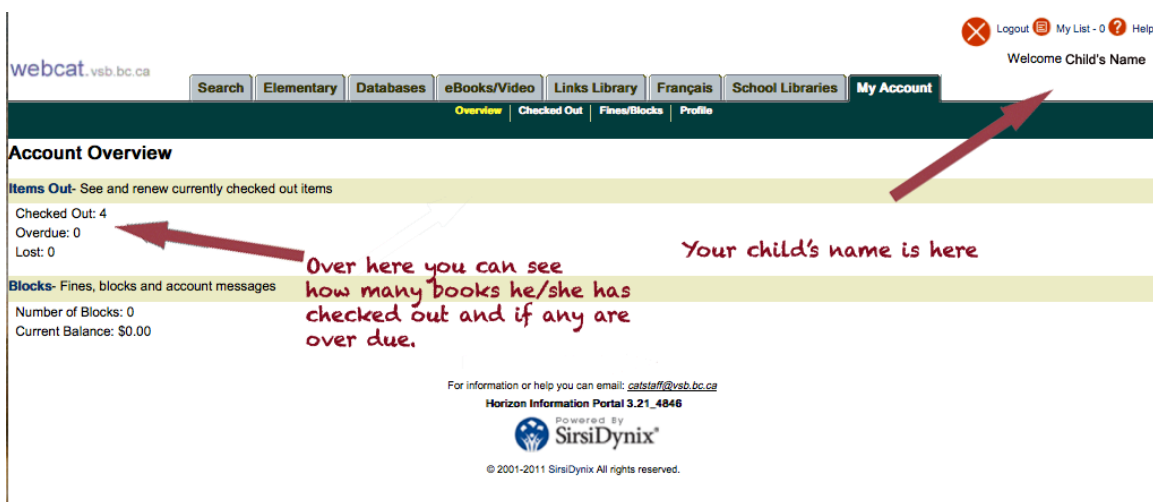 Logout My List - 0 Help
Welcome Child's Name
webcat.vsb.bc.ca
Search Elementary Databases eBooks/Video Links Library Français School Libraries My Account
Overview Checked Out Fines/Blocks Profile
Account Overview
Items Out- See and renew currently checked out items
Checked Out: 4
Overdue: 0
Lost: 0
Your child's name is here
Over here you can see
how many books he/she has
checked out and if any are
over due.
Blocks- Fines, blocks and account messages
Number of Blocks: 0
Current Balance: $0.00
For information or help you can email: catstaff@vsb.bc.ca
Horizon Information Portal 3.21_4846
Powered By
SirsiDynix®
© 2001-2011 SirsiDynix All rights reserved.